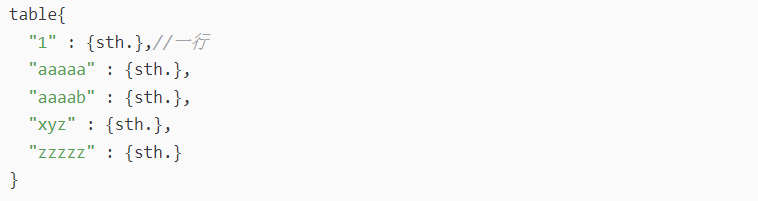 table{
  "1" : {sth.},//一行
  "aaaaa" : {sth.},
  "aaaab" : {sth.},
  "xyz" : {sth.},
  "zzzzz" : {sth.}
}